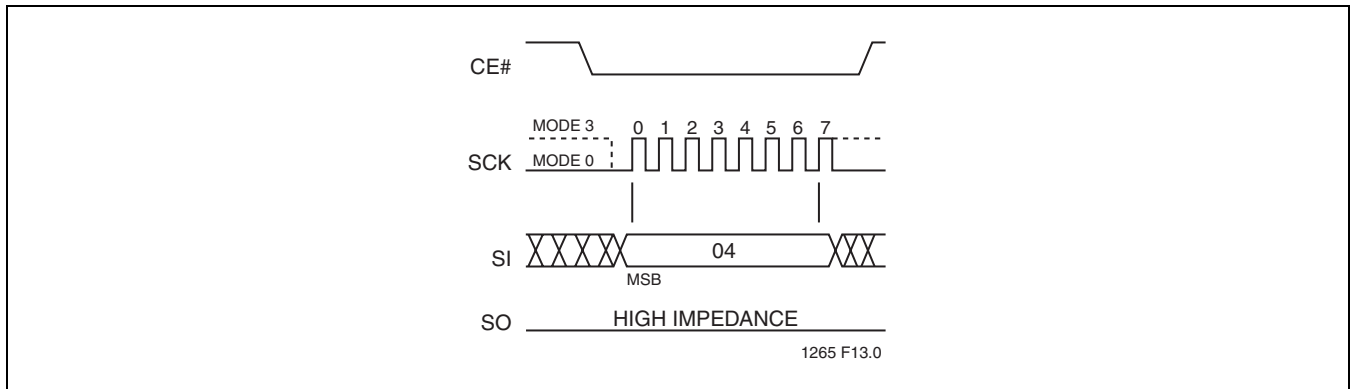 CE#
MODE 3
0 1 2 3 4 5 6 7
SCK
MODE 0
SI
04
MSB
SO
HIGH IMPEDANCE
1265 F13.0